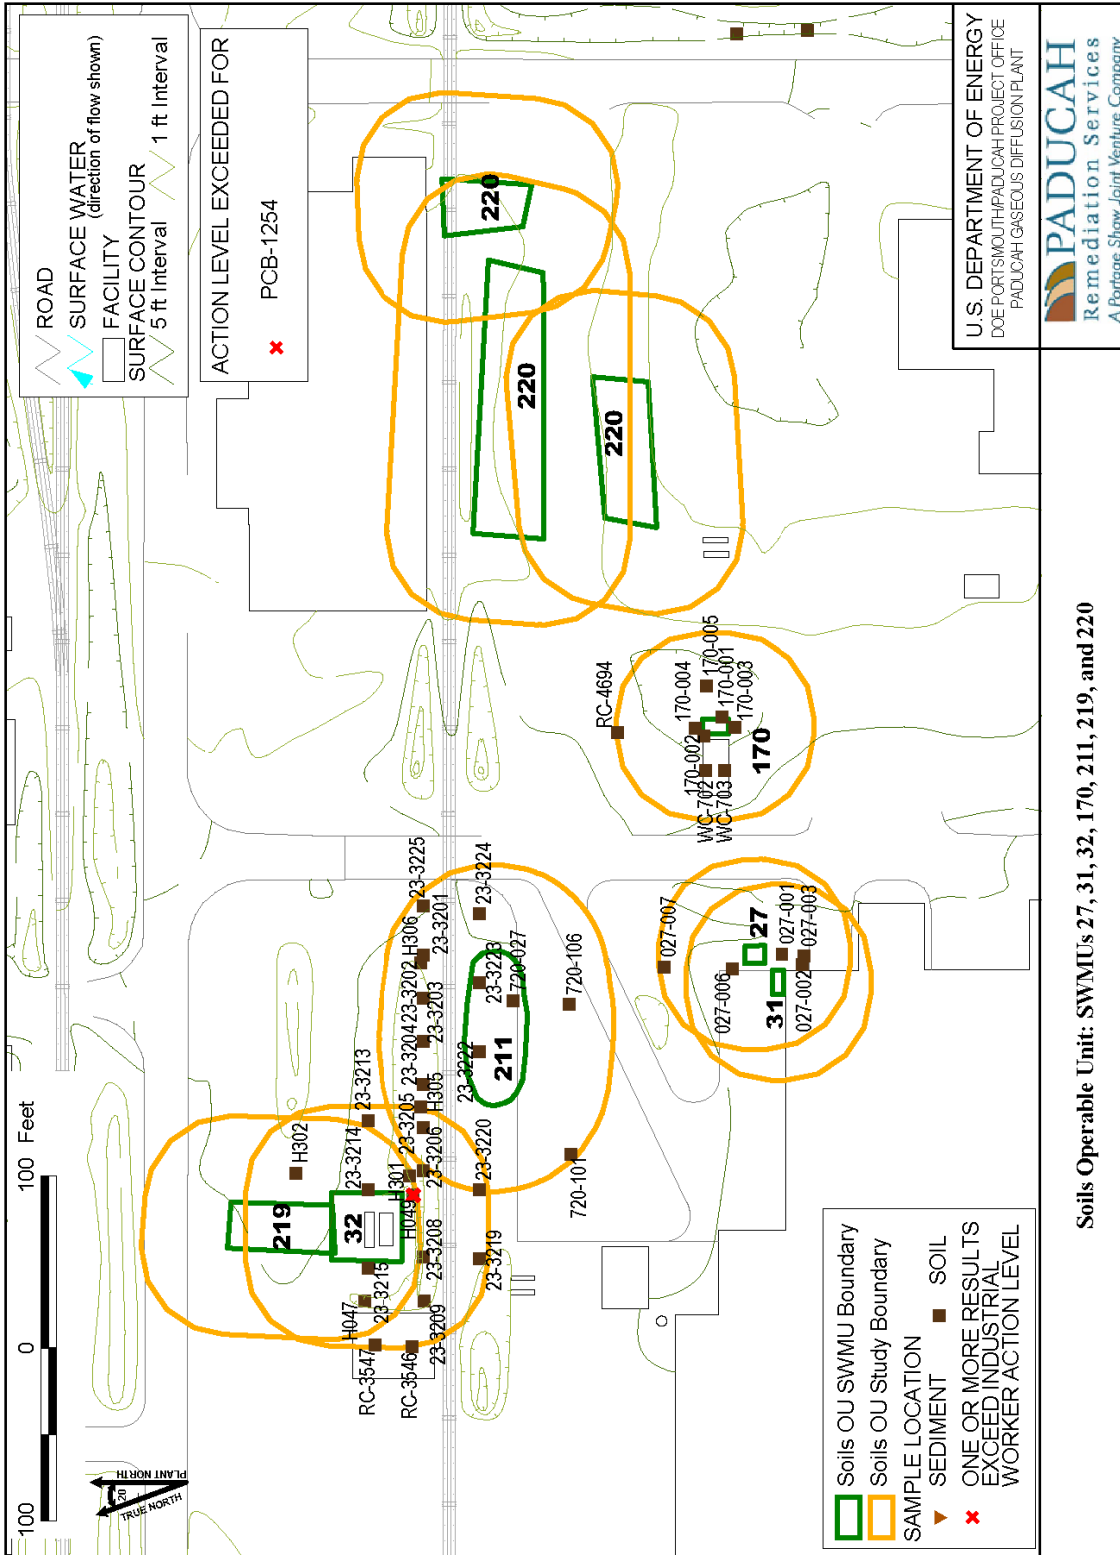 ROAD
SURFACE WATER
(direction of flow shown)
FACILITY
SURFACE CONTOUR
5 ft Interval
1 ft Interval
ACTION LEVEL EXCEEDED FOR
PCB-1254
100 0 100 Feet
TRUE NORTH
PLANT NORTH
20
219
H302
32
23-3213
23-3214
H301
H049
H047
23-3215
RC-3547
RC-3546
23-3209
23-3208
23-3206
23-3205
H305
23-3204
23-3203
23-3202
H306
23-3201
23-3225
23-3219
23-3220
23-3222
23-3223
23-3224
211
720-027
720-106
720-101
220
220
220
RC-4694
170-004
170-005
170-001
170-003
170-002
WC-702
WC-703
170
027-007
027-006
27
31
027-001
027-003
027-002
Soils OU SWMU Boundary
Soils OU Study Boundary
SAMPLE LOCATION
SEDIMENT
SOIL
ONE OR MORE RESULTS
EXCEED INDUSTRIAL
WORKER ACTION LEVEL
U.S. DEPARTMENT OF ENERGY
DOE PORTSMOUTH/PADUCAH PROJECT OFFICE
PADUCAH GASEOUS DIFFUSION PLANT
PADUCAH
Remediation Services
A Portage Shaw Joint Venture Company
Soils Operable Unit: SWMUs 27, 31, 32, 170, 211, 219, and 220